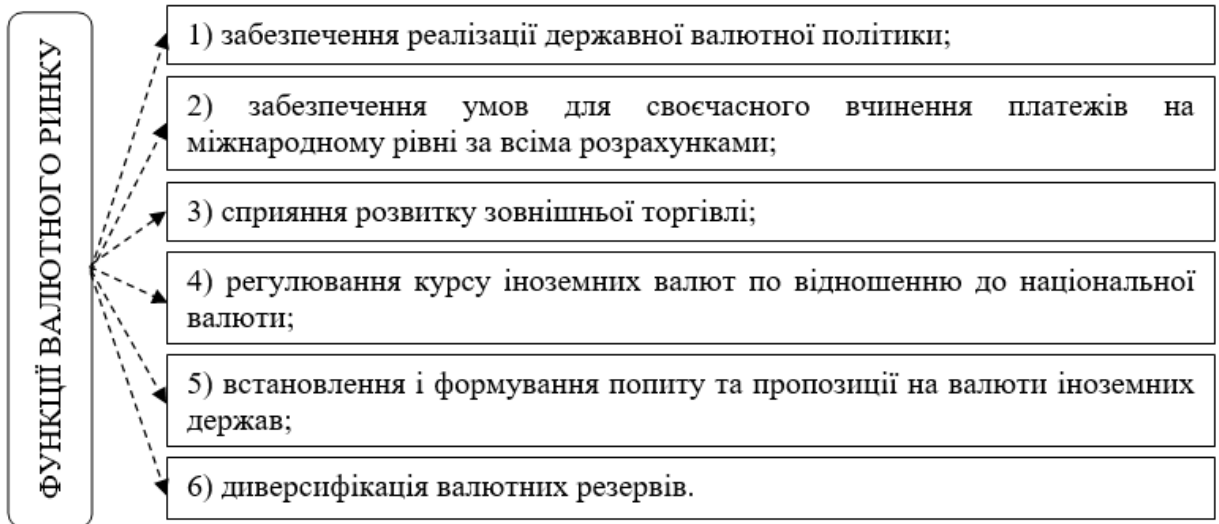 ФУНКЦІЇ ВАЛЮТНОГО РИНКУ
1) забезпечення реалізації державної валютної політики;
2) забезпечення умов для своєчасного вчинення платежів на
міжнародному рівні за всіма розрахунками;
3) сприяння розвитку зовнішньої торгівлі;
4) регулювання курсу іноземних валют по відношенню до національної
валюти;
5) встановлення і формування попиту та пропозиції на валюти іноземних
держав;
6) диверсифікація валютних резервів.